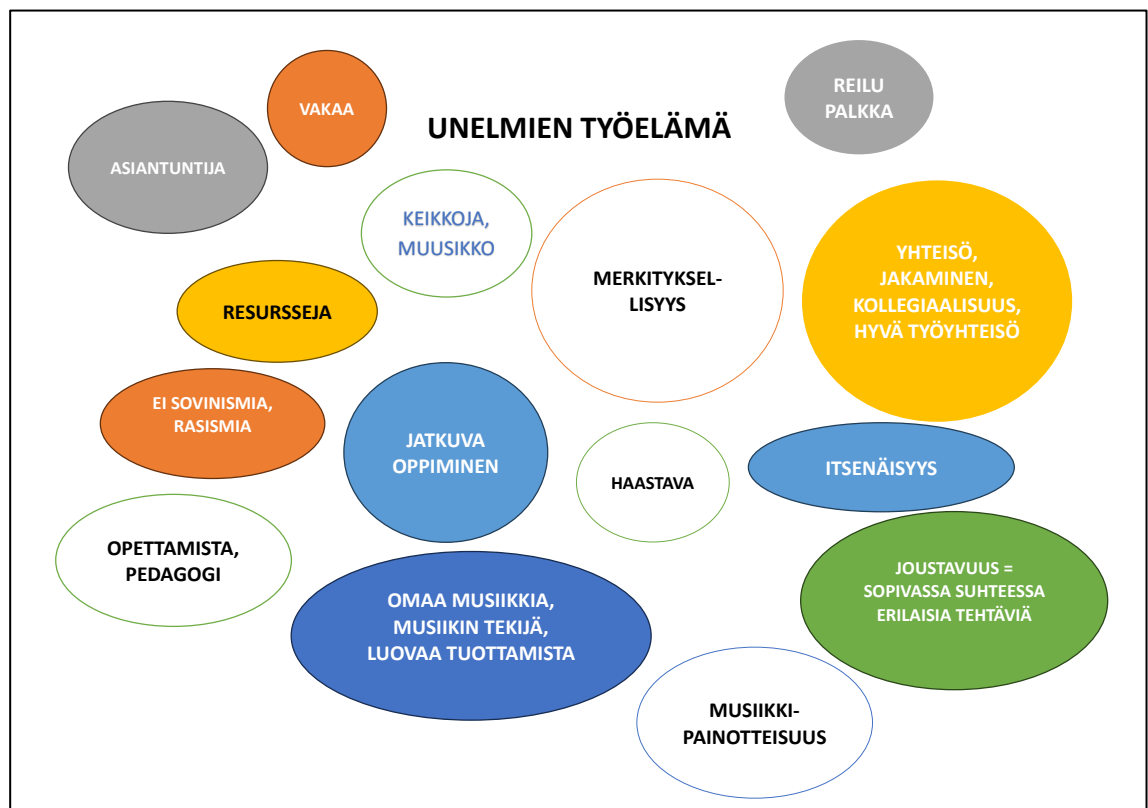 VAKAA
REILU
PALKKA
UNELMIEN TYÖELÄMÄ
ASIANTUNTIJA
KEIKKOJA,
MUUSIKKO
MERKITYKSEL-
LISYYS
YHTEISÖ,
JAKAMINEN,
KOLLEGIAALISUUS,
HYVÄ TYÖYHTEISÖ
RESURSSEJA
EI SOVINISMIA,
RASISMIA
JATKUVA
OPPIMINEN
HAASTAVA
ITSENÄISYYS
OPETTAMISTA,
PEDAGOGI
OMAA MUSIIKKIA,
MUSIIKIN TEKIJÄ,
LUOVAA TUOTTAMISTA
JOUSTAVUUS =
SOPIVASSA SUHTEESSA
ERILAISIA TEHTÄVIÄ
MUSIIKKI-
PAINOTTEISUUS